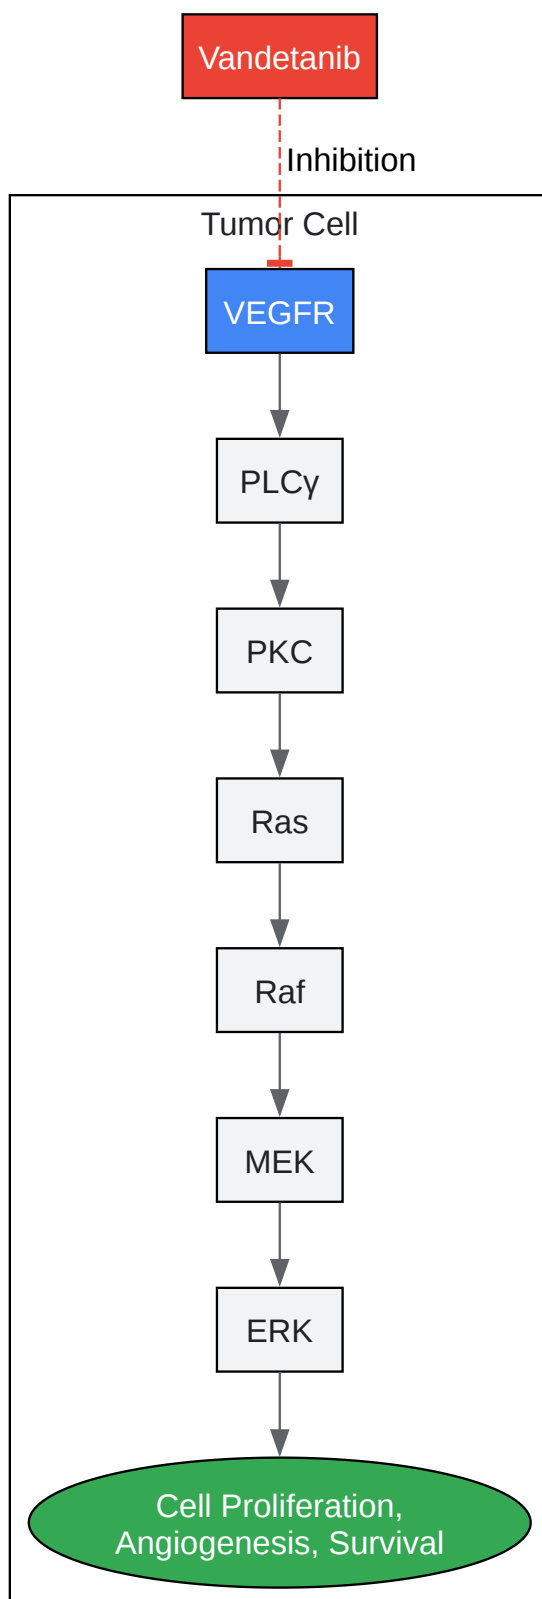 Vandetanib
Inhibition
Tumor Cell
VEGFR
PLCγ
PKC
Ras
Raf
MEK
ERK
Cell Proliferation,
Angiogenesis, Survival